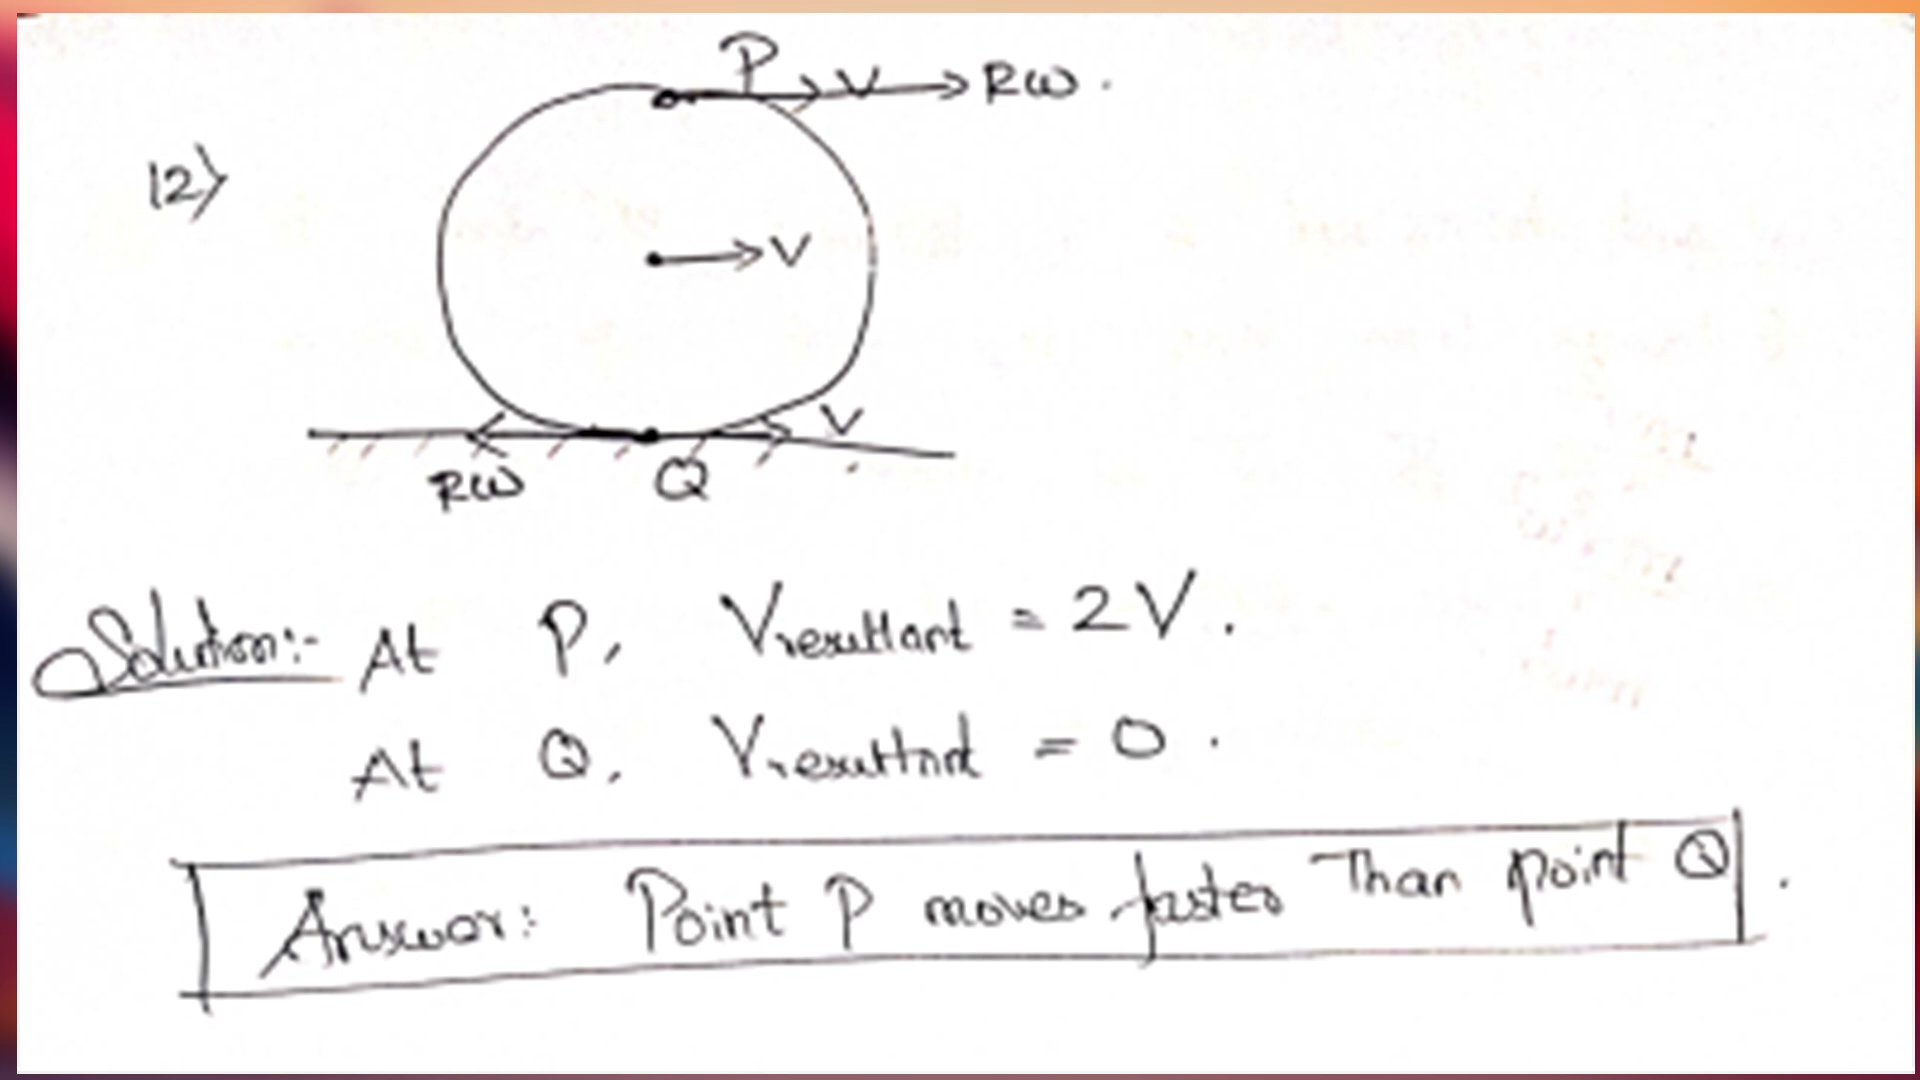 P V RW.
12)
V
V
RW Q
Solution:- At P, Vresultant = 2V.
At Q, Vresultant = 0.
Answer: Point P moves faster Than point Q.